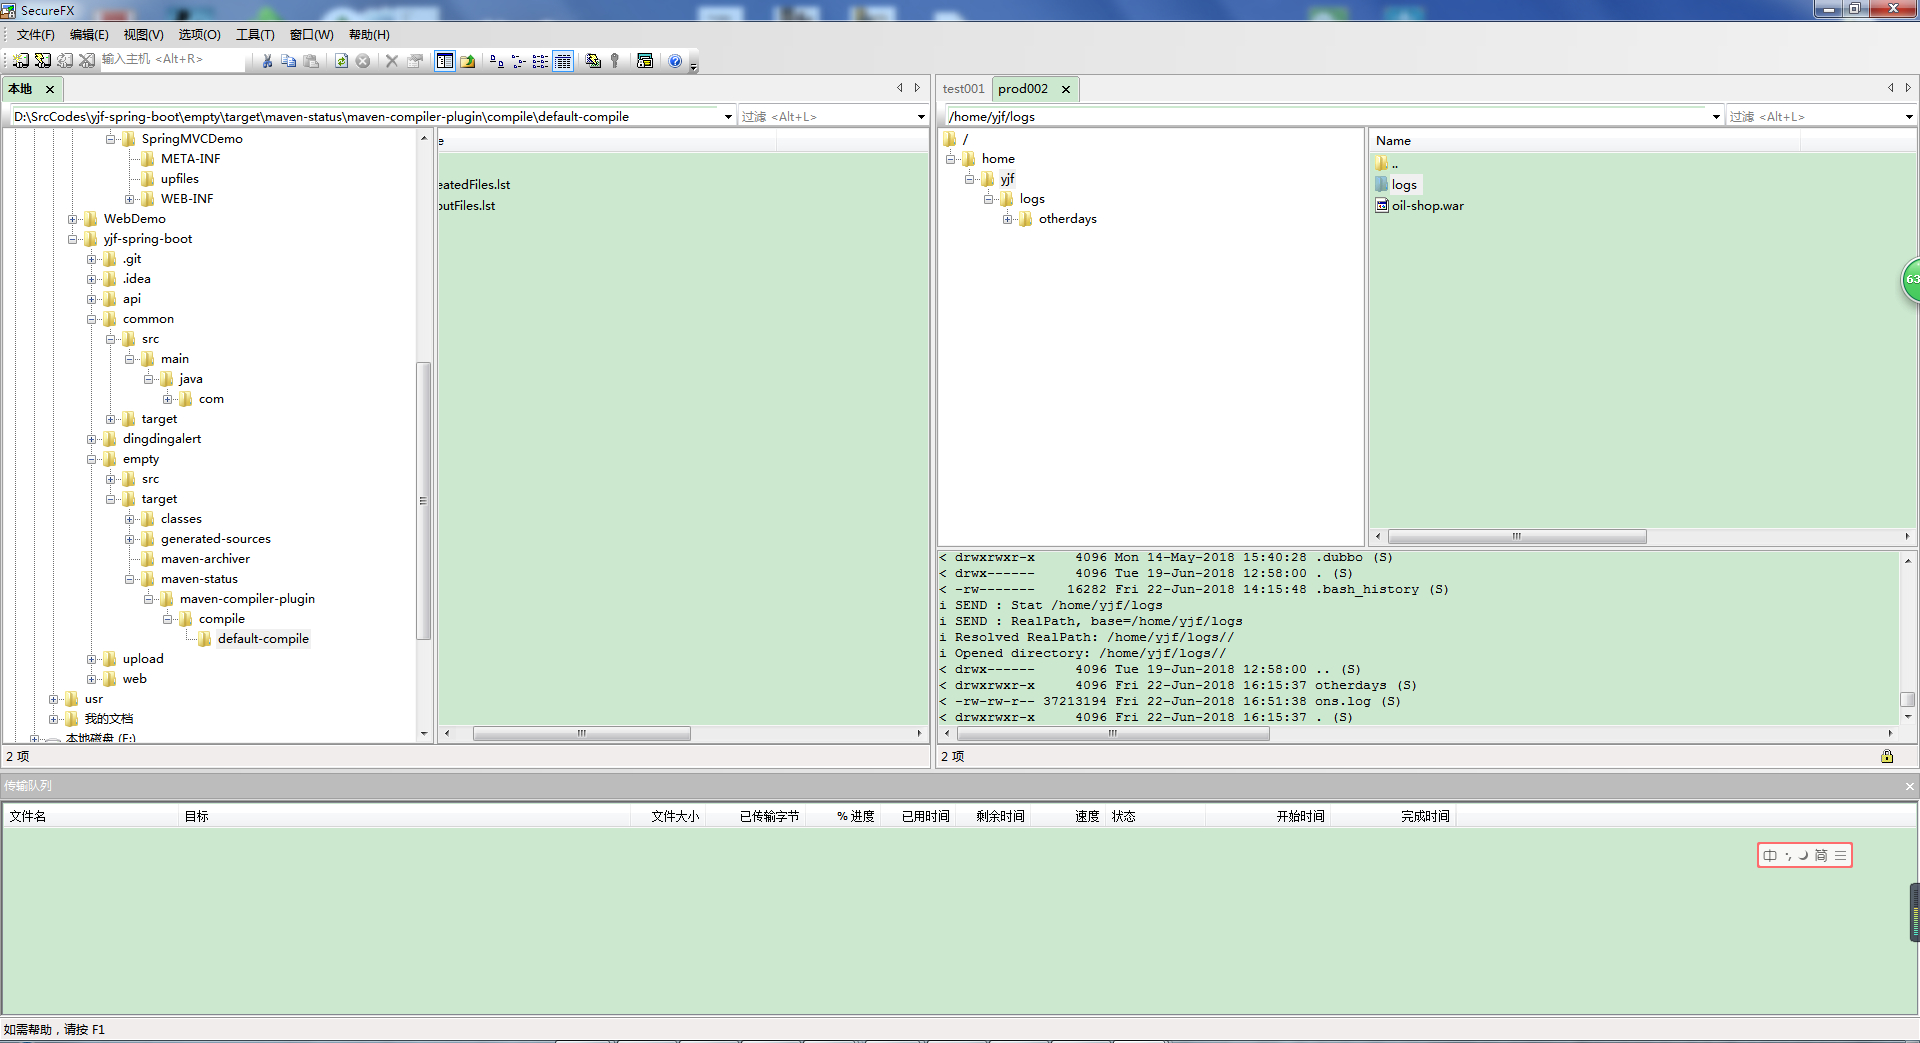 SecureFX
文件(F) 编辑(E) 视图(V) 选项(O) 工具(T) 窗口(W) 帮助(H)
输入主机 <Alt+R>
本地
D:\SrcCodes\yjf-spring-boot\empty\target\maven-status\maven-compiler-plugin\compile\default-compile
过滤 <Alt+L>
SpringMVCDemo
META-INF
upfiles
WEB-INF
WebDemo
yjf-spring-boot
.git
.idea
api
common
src
main
java
com
target
dingdingalert
empty
src
target
classes
generated-sources
maven-archiver
maven-status
maven-compiler-plugin
compile
default-compile
upload
web
usr
我的文档
本地磁盘 (E:)
e
eatedFiles.lst
outFiles.lst
2 项
test001 prod002
/home/yjf/logs
过滤 <Alt+L>
/
home
yjf
logs
otherdays
Name
..
logs
oil-shop.war
63
< drwxrwxr-x 4096 Mon 14-May-2018 15:40:28 .dubbo (S)
< drwx------ 4096 Tue 19-Jun-2018 12:58:00 . (S)
< -rw------- 16282 Fri 22-Jun-2018 14:15:48 .bash_history (S)
i SEND : Stat /home/yjf/logs
i SEND : RealPath, base=/home/yjf/logs
i Resolved RealPath: /home/yjf/logs//
i Opened directory: /home/yjf/logs//
< drwx------ 4096 Tue 19-Jun-2018 12:58:00 .. (S)
< drwxrwxr-x 4096 Fri 22-Jun-2018 16:15:37 otherdays (S)
< -rw-rw-r-- 37213194 Fri 22-Jun-2018 16:51:38 ons.log (S)
< drwxrwxr-x 4096 Fri 22-Jun-2018 16:15:37 . (S)
2 项
传输队列
文件名 目标 文件大小 已传输字节 % 进度 已用时间 剩余时间 速度 状态 开始时间 完成时间
中 简
如需帮助，请按 F1